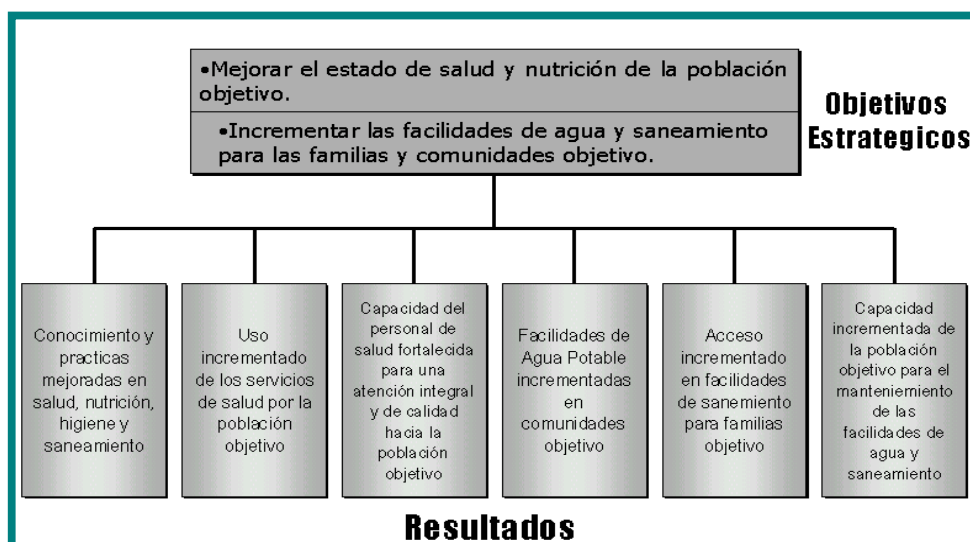 •Mejorar el estado de salud y nutrición de la población
objetivo.
•Incrementar las facilidades de agua y saneamiento
para las familias y comunidades objetivo.
Objetivos
Estrategicos
Conocimiento y
practicas
mejoradas en
salud, nutrición,
higiene y
saneamiento
Uso
incrementado
de los servicios
de salud por la
población
objetivo
Capacidad del
personal de
salud fortalecida
para una
atención integral
y de calidad
hacia la
población
objetivo
Facilidades de
Agua Potable
incrementadas
en
comunidades
objetivo
Acceso
incrementado
en facilidades
de sanemiento
para familias
objetivo
Capacidad
incrementada de
la población
objetivo para el
manteniemiento
de las
facilidades de
agua y
saneamiento
Resultados